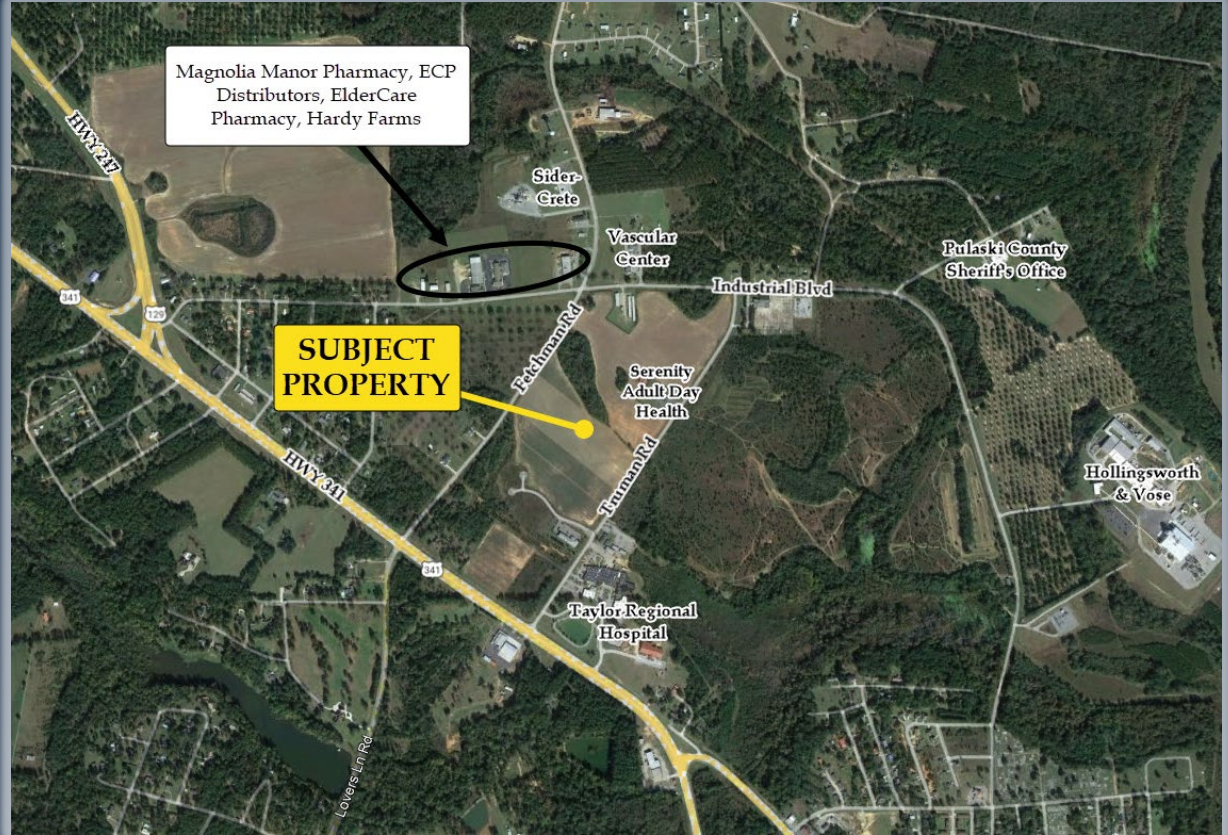 Magnolia Manor Pharmacy, ECP
Distributors, ElderCare
Pharmacy, Hardy Farms
HWY 247
Sider-
Crete
Vascular
Center
Pulaski County
Sheriff's Office
Industrial Blvd
341
129
SUBJECT
PROPERTY
Fetchman Rd
Serenity
Adult Day
Health
Truman Rd
HWY 341
Hollingsworth
& Vose
341
Taylor Regional
Hospital
Lovers Ln Rd